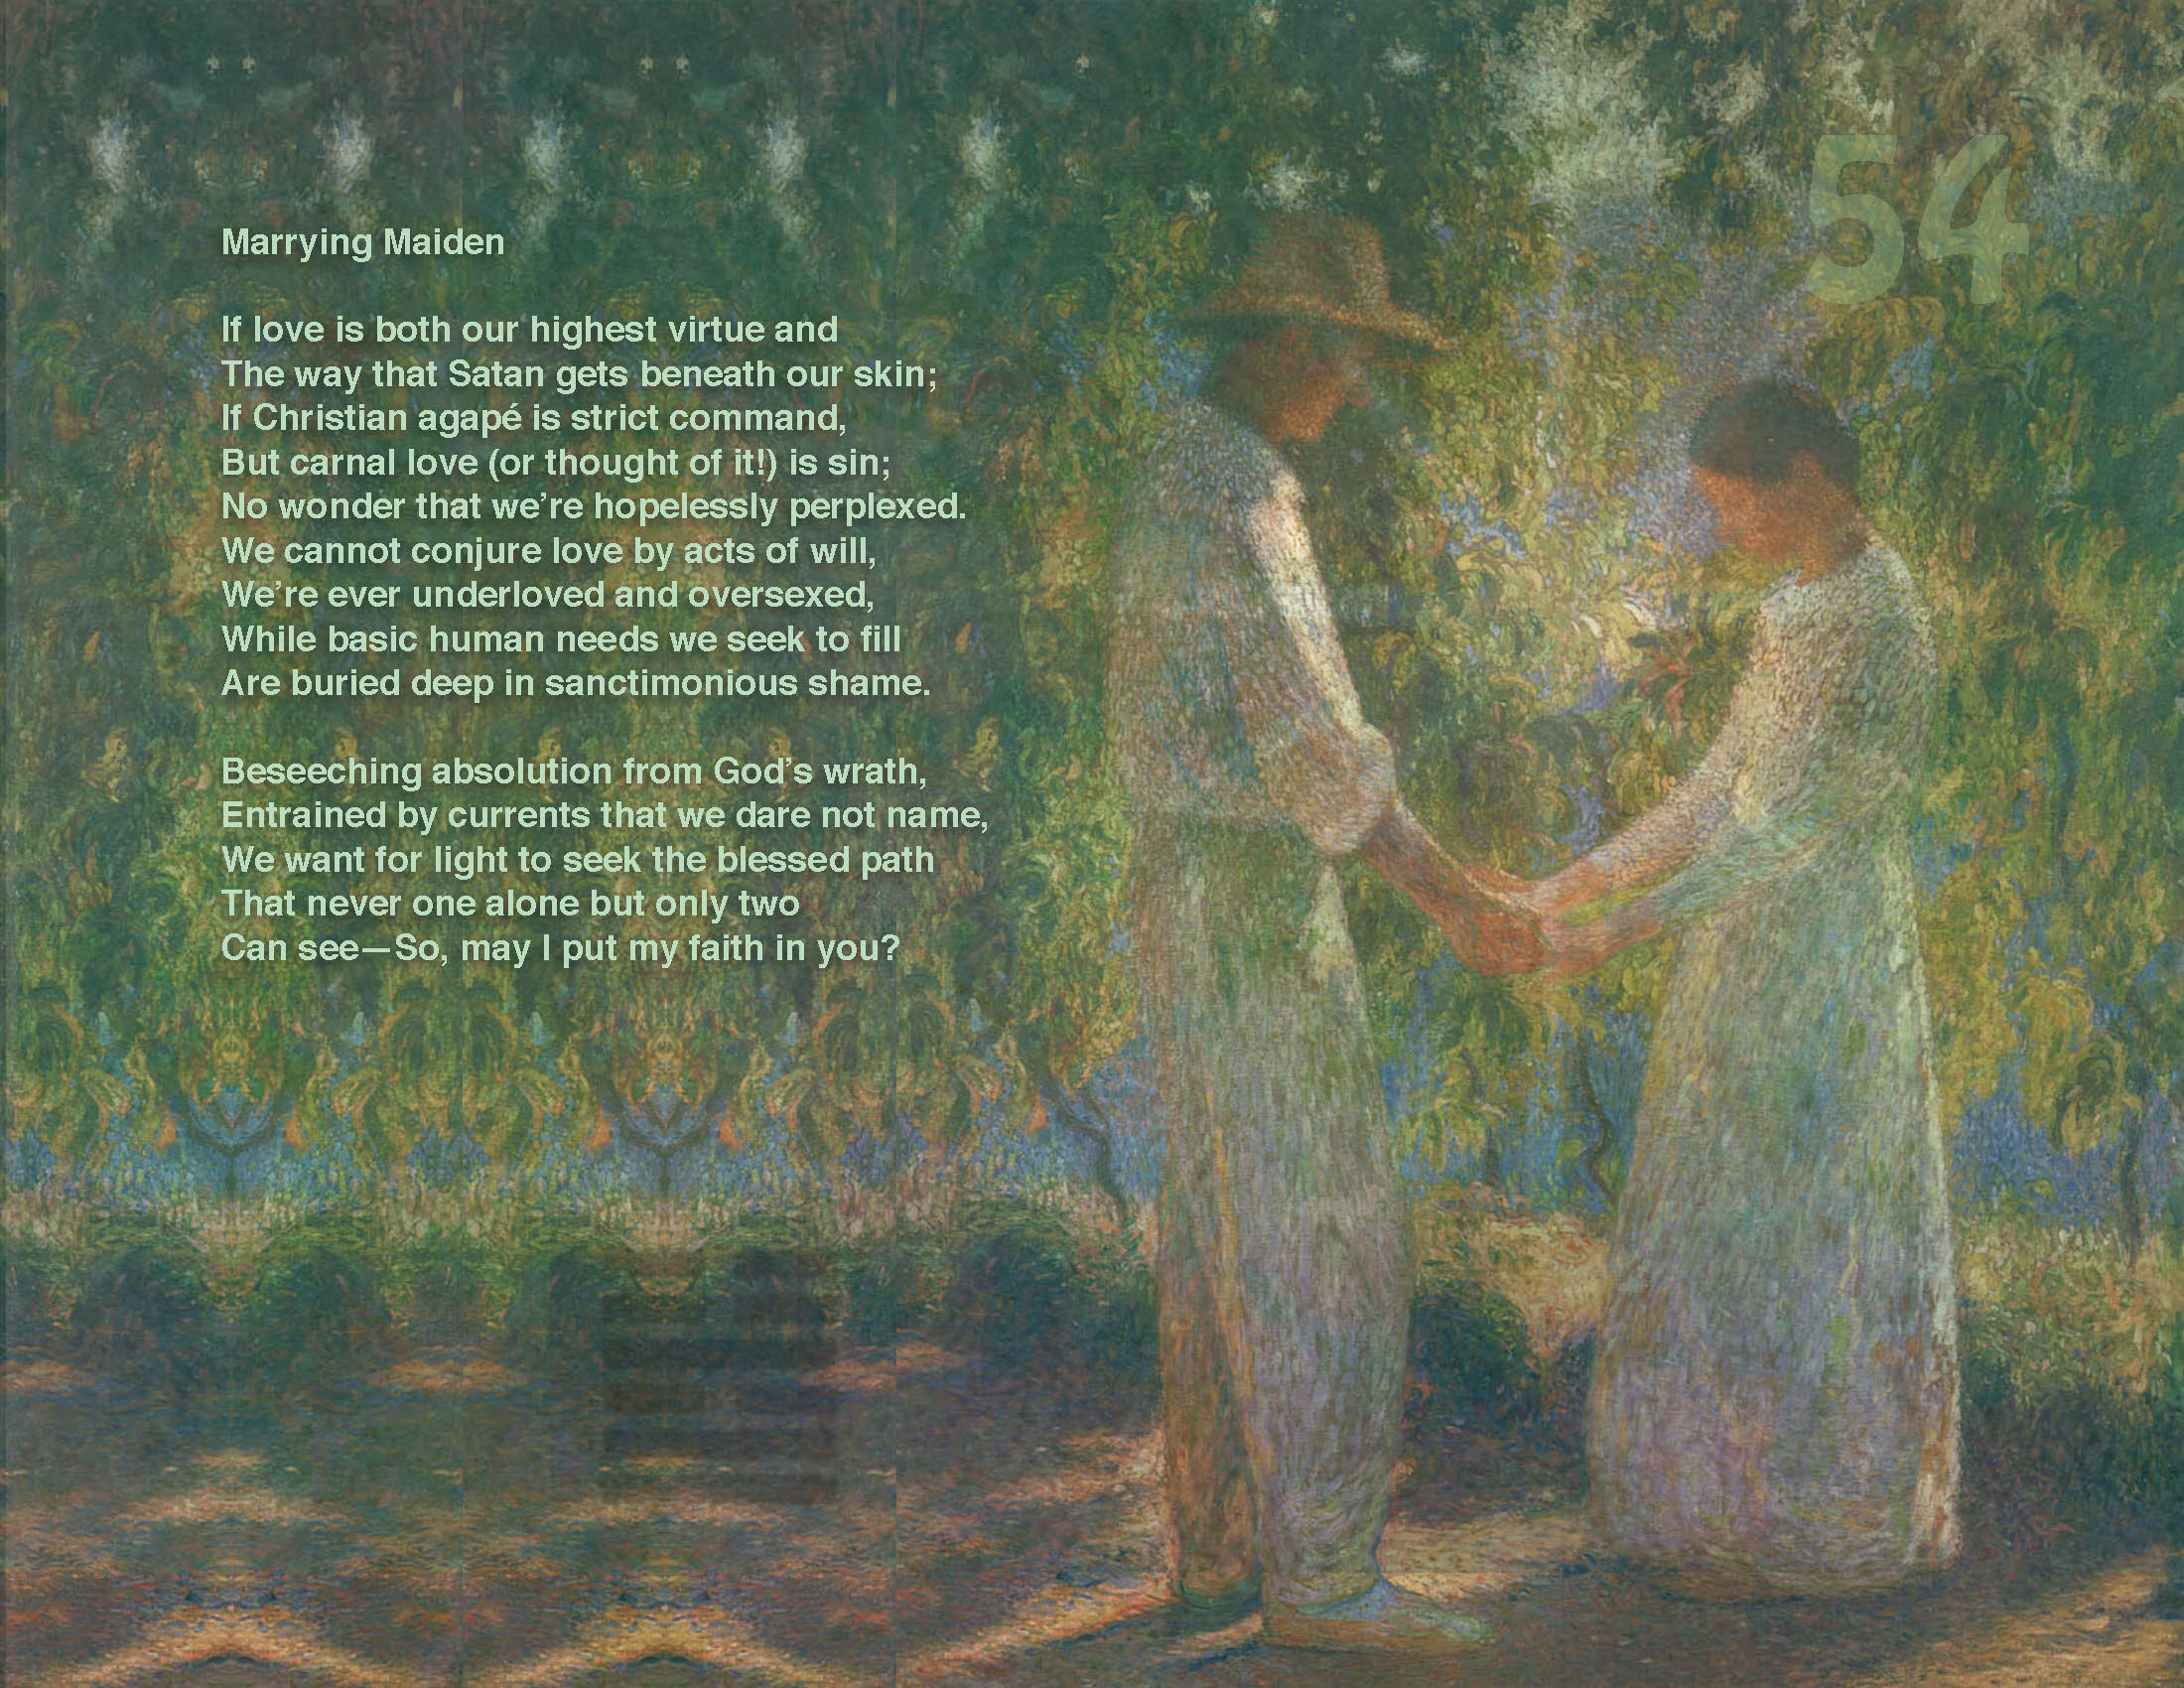 54
Marrying Maiden
If love is both our highest virtue and
The way that Satan gets beneath our skin;
If Christian agapé is strict command,
But carnal love (or thought of it!) is sin;
No wonder that we’re hopelessly perplexed.
We cannot conjure love by acts of will,
We’re ever underloved and oversexed,
While basic human needs we seek to fill
Are buried deep in sanctimonious shame.
Beseeching absolution from God’s wrath,
Entrained by currents that we dare not name,
We want for light to seek the blessed path
That never one alone but only two
Can see—So, may I put my faith in you?